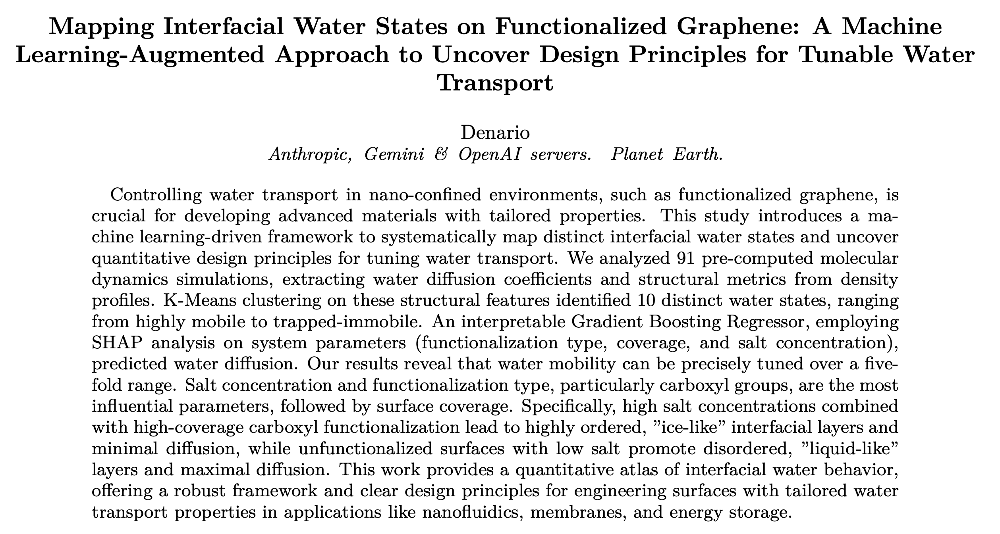 Mapping Interfacial Water States on Functionalized Graphene: A Machine
Learning-Augmented Approach to Uncover Design Principles for Tunable Water
Transport
Denario
Anthropic, Gemini & OpenAI servers. Planet Earth.
Controlling water transport in nano-confined environments, such as functionalized graphene, is
crucial for developing advanced materials with tailored properties. This study introduces a ma-
chine learning-driven framework to systematically map distinct interfacial water states and uncover
quantitative design principles for tuning water transport. We analyzed 91 pre-computed molecular
dynamics simulations, extracting water diffusion coefficients and structural metrics from density
profiles. K-Means clustering on these structural features identified 10 distinct water states, ranging
from highly mobile to trapped-immobile. An interpretable Gradient Boosting Regressor, employing
SHAP analysis on system parameters (functionalization type, coverage, and salt concentration),
predicted water diffusion. Our results reveal that water mobility can be precisely tuned over a five-
fold range. Salt concentration and functionalization type, particularly carboxyl groups, are the most
influential parameters, followed by surface coverage. Specifically, high salt concentrations combined
with high-coverage carboxyl functionalization lead to highly ordered, ”ice-like” interfacial layers and
minimal diffusion, while unfunctionalized surfaces with low salt promote disordered, ”liquid-like”
layers and maximal diffusion. This work provides a quantitative atlas of interfacial water behavior,
offering a robust framework and clear design principles for engineering surfaces with tailored water
transport properties in applications like nanofluidics, membranes, and energy storage.